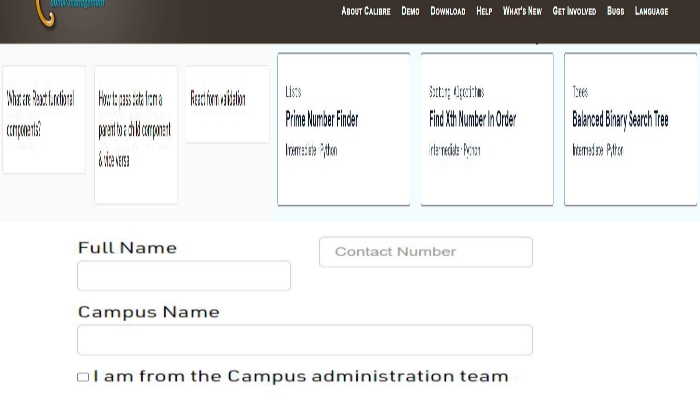 ebook management
About Calibre Demo Download Help What's New Get Involved Bugs Language
What are React functional
components?
How to pass data from a
parent to a child component
& vice versa
React form validation
Lists
Prime Number Finder
Intermediate · Python
Sorting Algorithms
Find Xth Number In Order
Intermediate · Python
Trees
Balanced Binary Search Tree
Intermediate · Python
Full Name
Contact Number
Campus Name
I am from the Campus administration team